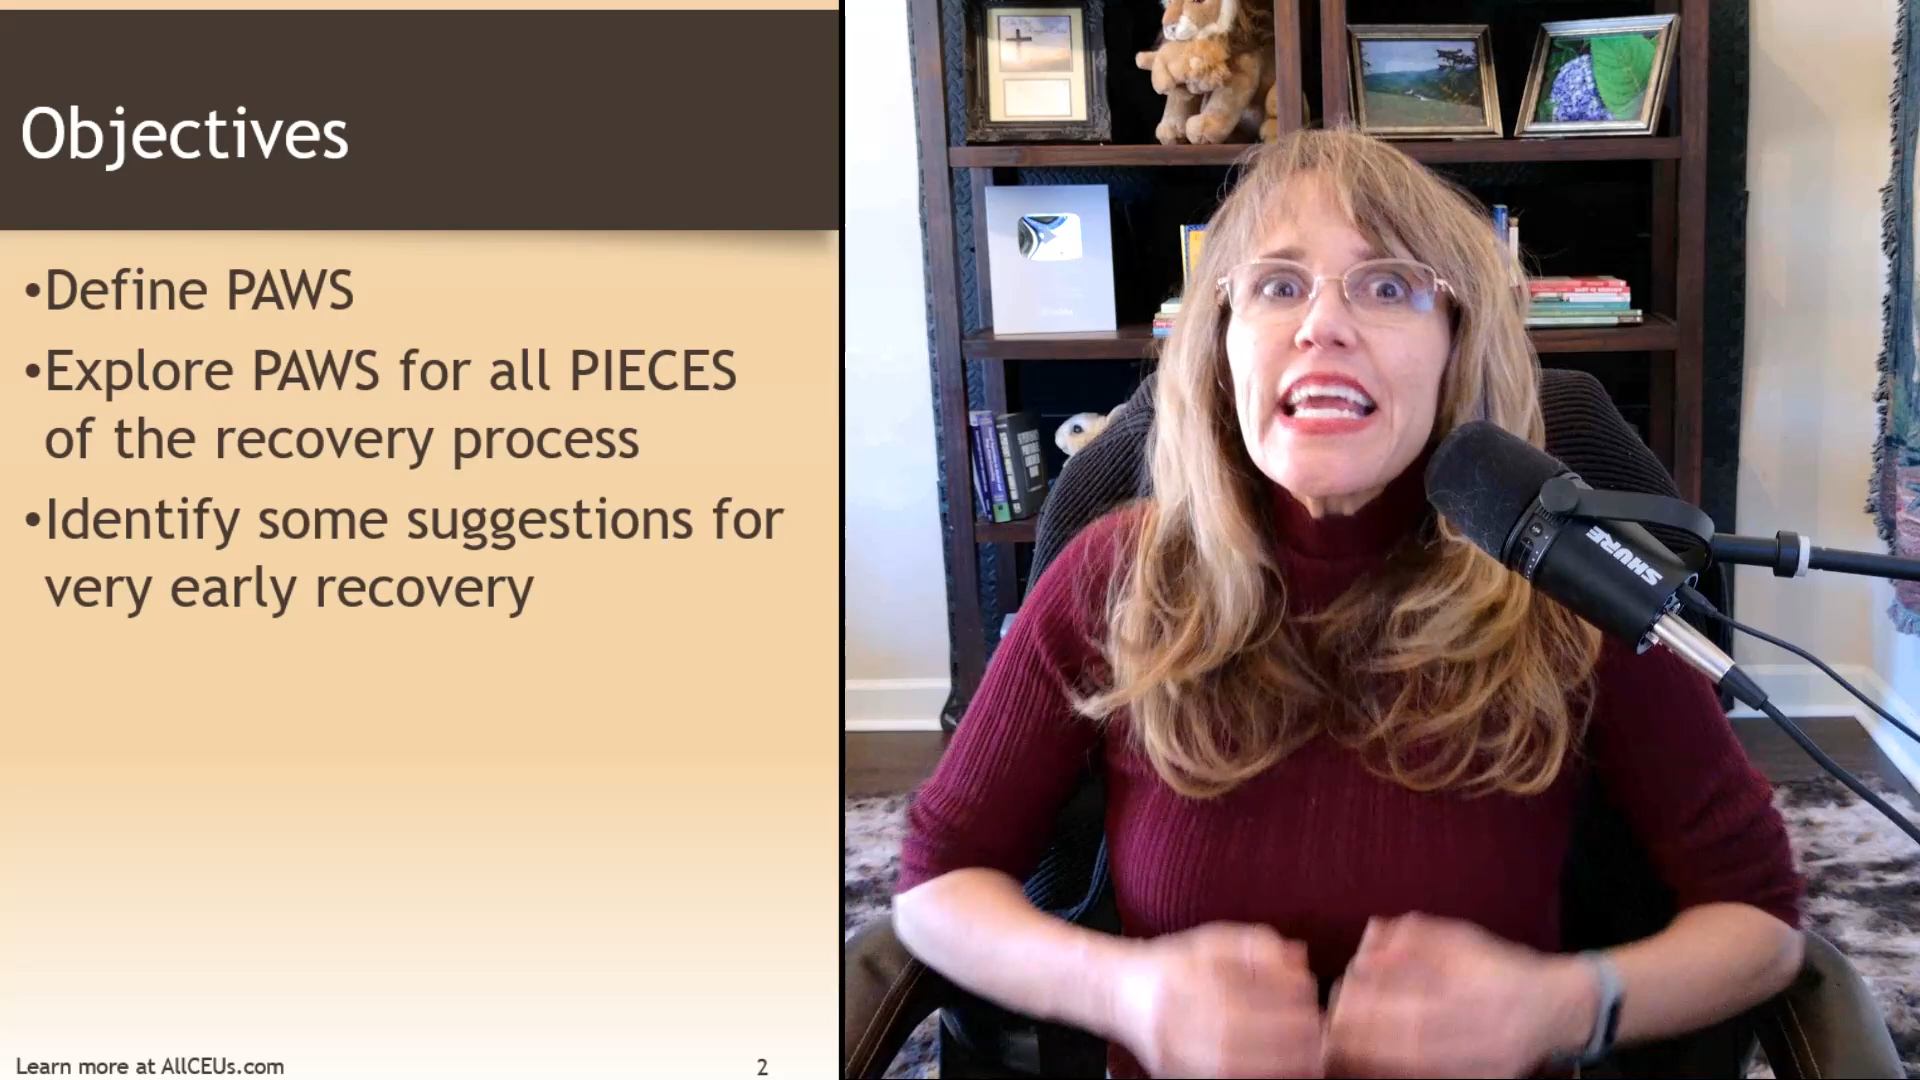 Objectives
•Define PAWS
•Explore PAWS for all PIECES
of the recovery process
•Identify some suggestions for
very early recovery
Learn more at AllCEUs.com
2
SHURE